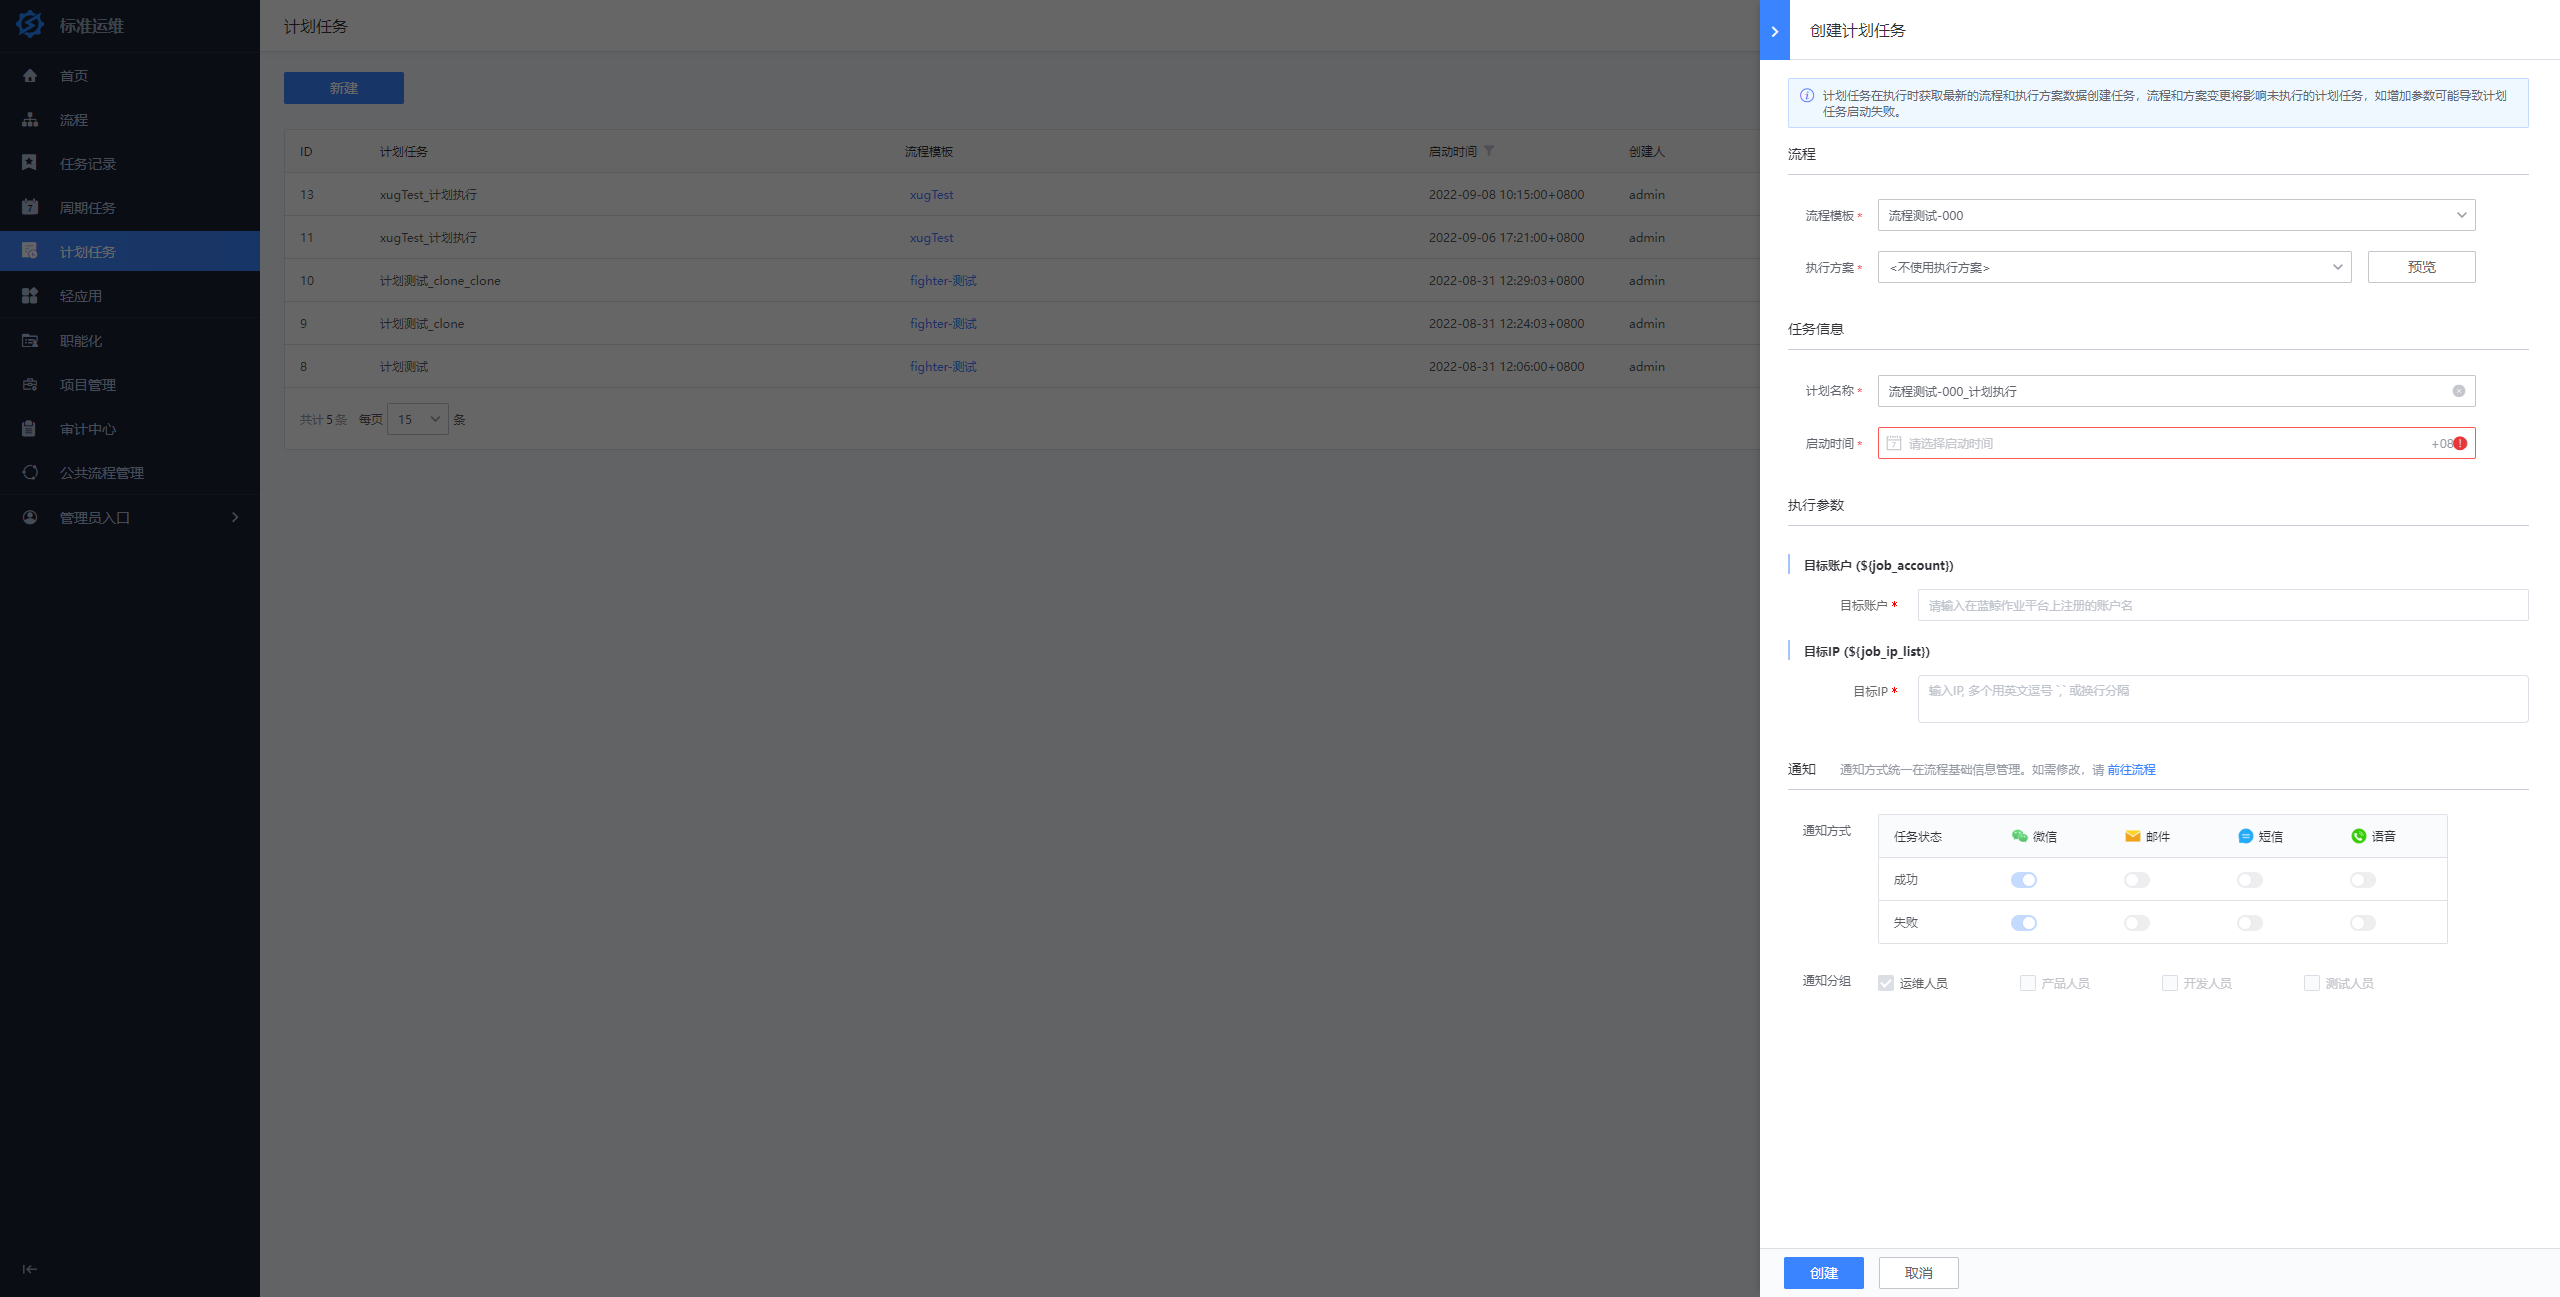 标准运维
首页
流程
任务记录
周期任务
计划任务
轻应用
职能化
项目管理
审计中心
公共流程管理
管理员入口
计划任务
新建
ID 计划任务 流程模板 启动时间 创建人
13 xugTest_计划执行 xugTest 2022-09-08 10:15:00+0800 admin
11 xugTest_计划执行 xugTest 2022-09-06 17:21:00+0800 admin
10 计划测试_clone_clone fighter-测试 2022-08-31 12:29:03+0800 admin
9 计划测试_clone fighter-测试 2022-08-31 12:24:03+0800 admin
8 计划测试 fighter-测试 2022-08-31 12:06:00+0800 admin
共计 5 条 每页 15 条
创建计划任务
计划任务在执行时获取最新的流程和执行方案数据创建任务，流程和方案变更将影响未执行的计划任务，如增加参数可能导致计划
任务启动失败。
流程
流程模板 * 流程测试-000
执行方案 * <不使用执行方案> 预览
任务信息
计划名称 * 流程测试-000_计划执行
启动时间 * 请选择启动时间 +08
执行参数
目标账户 (${job_account})
目标账户 * 请输入在蓝鲸作业平台上注册的账户名
目标IP (${job_ip_list})
目标IP * 输入IP, 多个用英文逗号 `,` 或换行分隔
通知 通知方式统一在流程基础信息管理。如需修改，请 前往流程
通知方式 任务状态 微信 邮件 短信 语音
成功
失败
通知分组 运维人员 产品人员 开发人员 测试人员
创建 取消